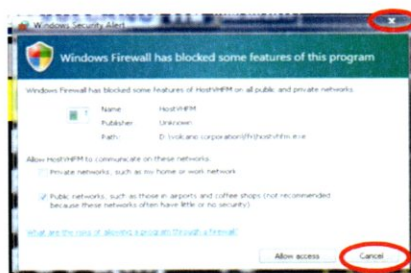 Windows Security Alert
Windows Firewall has blocked some features of this program
Windows Firewall has blocked some features of HostVHFM on all public and private networks.
Name: HostVHFM
Publisher: Unknown
Path: D:\volcano corporation\
Allow HostVHFM to communicate on these networks:
Private networks, such as my home or work network
Public networks, such as those in airports and coffee shops (not recommended
because these networks often have little or no security)
What are the risks of allowing a program through a firewall?
Allow access
Cancel